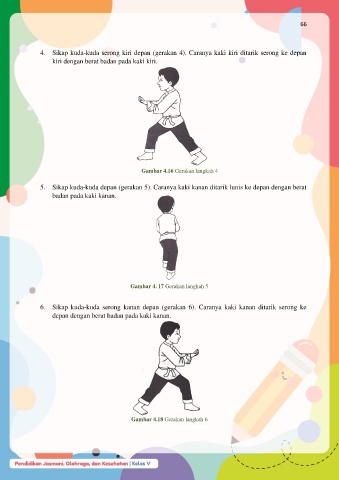 66
4. Sikap kuda-kuda serong kiri depan (gerakan 4). Caranya kaki kiri ditarik serong ke depan
kiri dengan berat badan pada kaki kiri.
Gambar 4.16 Gerakan langkah 4
5. Sikap kuda-kuda depan (gerakan 5). Caranya kaki kanan ditarik lurus ke depan dengan berat
badan pada kaki kanan.
Gambar 4. 17 Gerakan langkah 5
6. Sikap kuda-kuda serong kanan depan (gerakan 6). Caranya kaki kanan ditarik serong ke
depan dengan berat badan pada kaki kanan.
Gambar 4.18 Gerakan langkah 6
Pendidikan Jasmani, Olahraga, dan Kesehatan | Kelas V